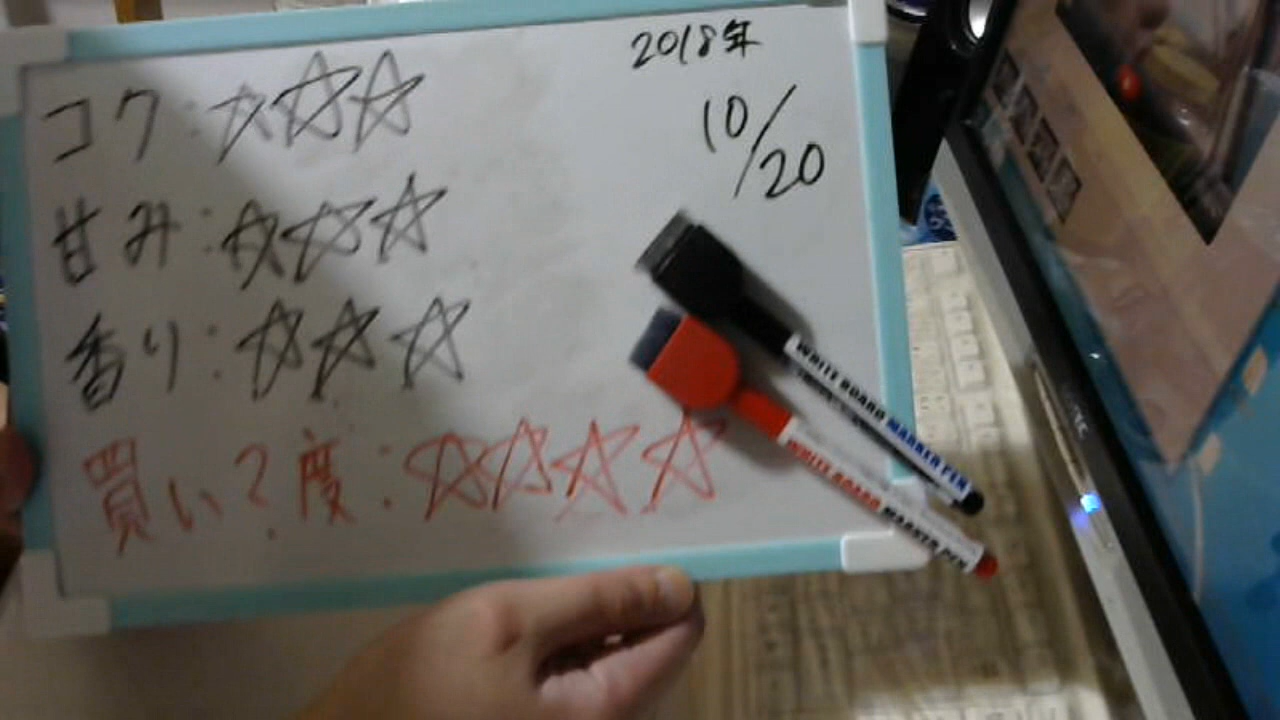 2018年
10/20
コク:☆☆☆
甘み:☆☆☆
香り:☆☆☆
買い?度:☆☆☆☆
WHITE BOARD MARKER PEN
WHITE BOARD MARKER PEN
NEC